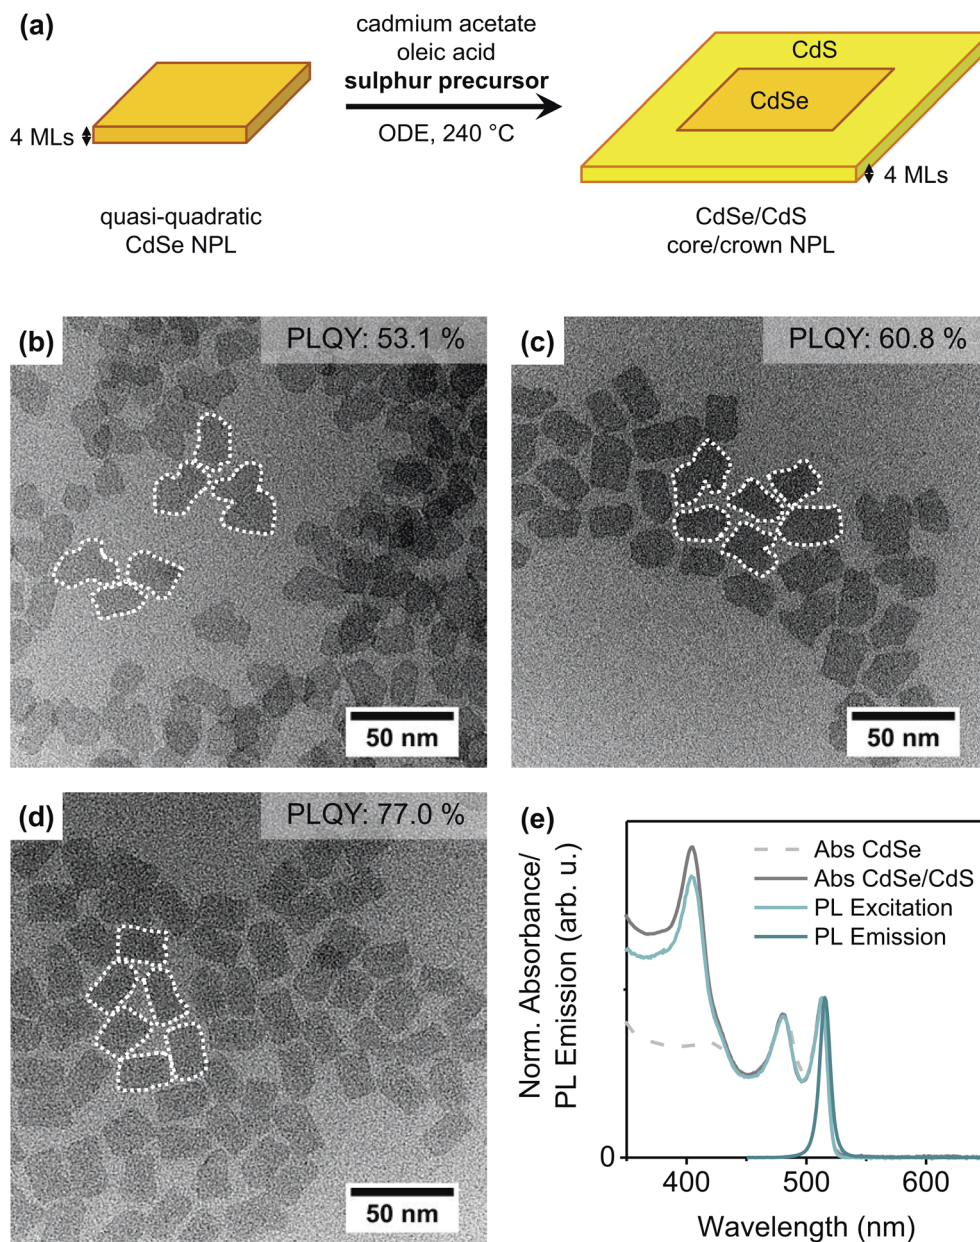 (a)
cadmium acetate
oleic acid
sulphur precursor
ODE, 240 °C
4 MLs
quasi-quadratic
CdSe NPL
CdS
CdSe
4 MLs
CdSe/CdS
core/crown NPL
(b)
PLQY: 53.1 %
50 nm
(c)
PLQY: 60.8 %
50 nm
(d)
PLQY: 77.0 %
50 nm
(e)
Norm. Absorbance/
PL Emission (arb. u.)
Abs CdSe
Abs CdSe/CdS
PL Excitation
PL Emission
0
400 500 600
Wavelength (nm)